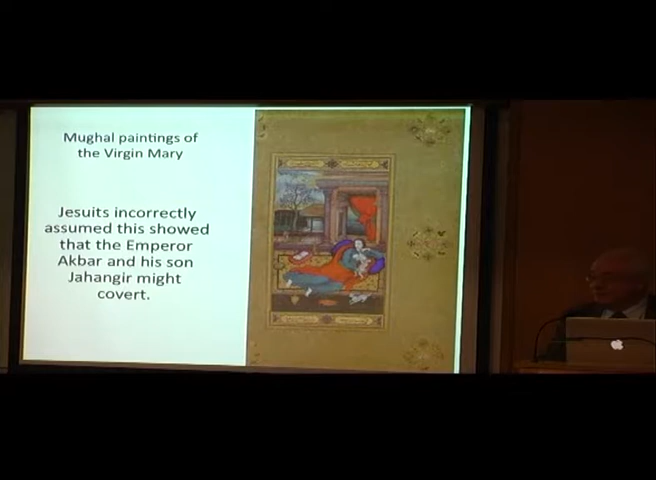 Mughal paintings of
the Virgin Mary
Jesuits incorrectly
assumed this showed
that the Emperor
Akbar and his son
Jahangir might
covert.